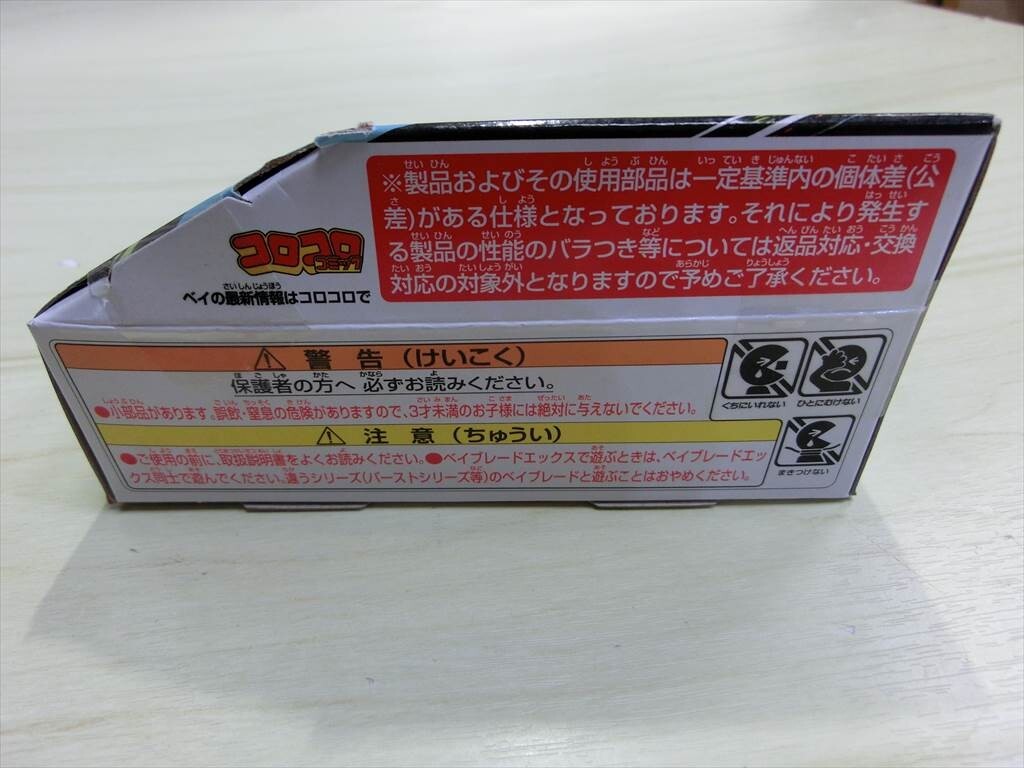 ※製品およびその使用部品は一定基準内の個体差(公
差)がある仕様となっております。それにより発生す
る製品の性能のバラつき等については返品対応・交換
対応の対象外となりますので予めご了承ください。
コロコロ
コミック
ベイの最新情報はコロコロで
警告(けいこく)
保護者の方へ 必ずお読みください。
●小部品があります。誤飲・窒息の危険がありますので、3才未満のお子様には絶対に与えないでください。
注意(ちゅうい)
●ご使用の前に、取扱説明書をよくお読みください。●ベイブレードエックスで遊ぶときは、ベイブレードエッ
クス同士で遊んでください。違うシリーズ(バーストシリーズ等)のベイブレードと遊ぶことはおやめください。
くちにいれない
ひとにむけない
まきつけない